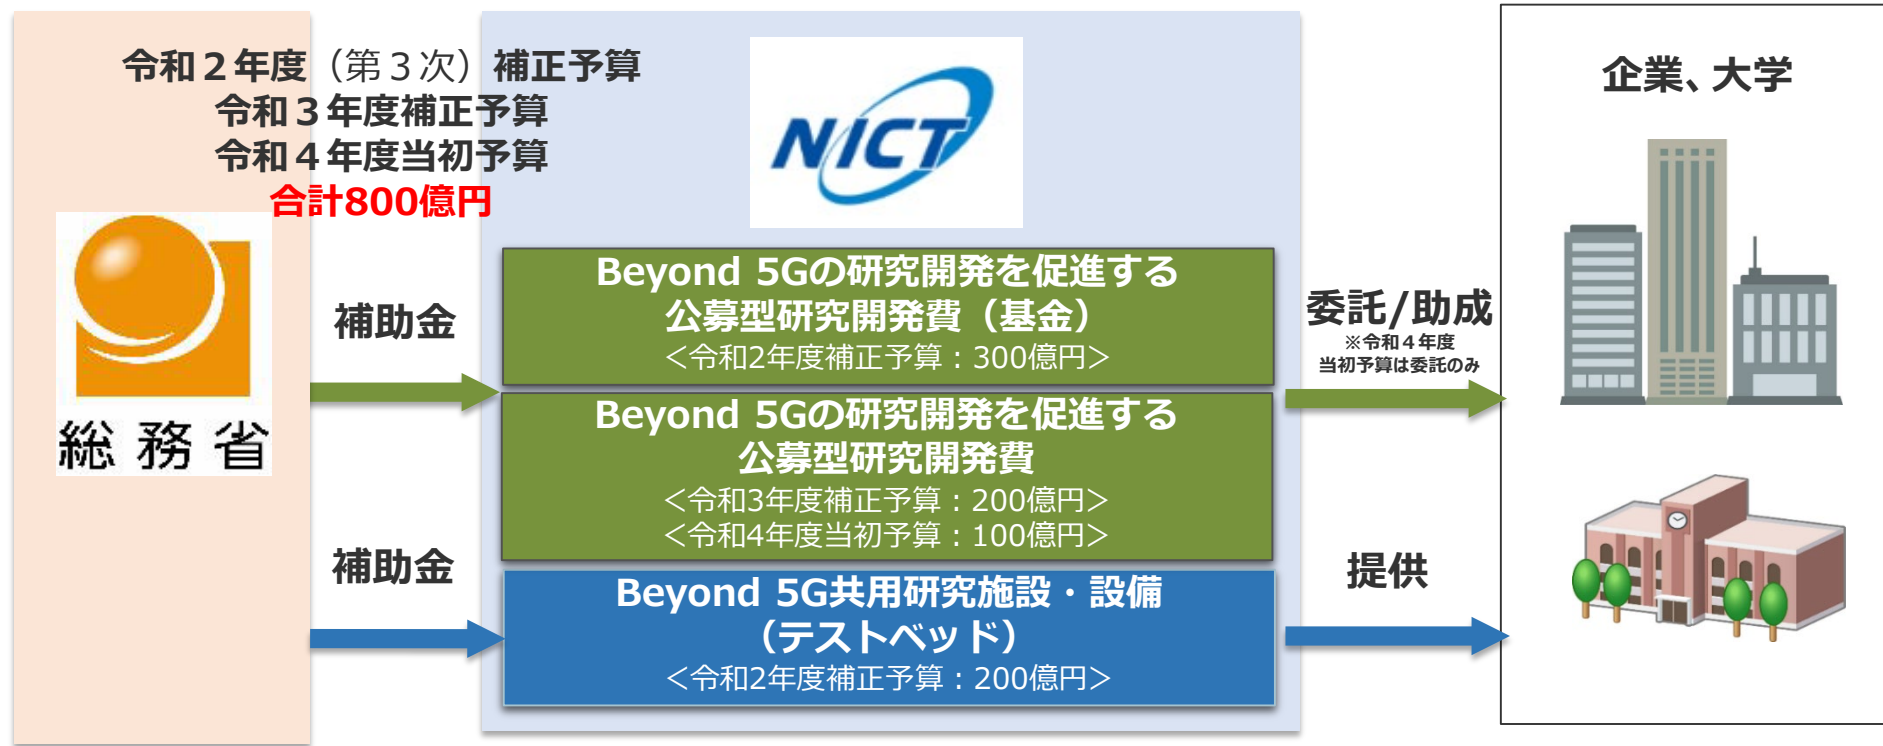 令和２年度（第３次）補正予算
令和３年度補正予算
令和４年度当初予算
合計800億円
総務省
補助金
補助金
NICT
Beyond 5Gの研究開発を促進する
公募型研究開発費（基金）
＜令和2年度補正予算：300億円＞
Beyond 5Gの研究開発を促進する
公募型研究開発費
＜令和3年度補正予算：200億円＞
＜令和4年度当初予算：100億円＞
Beyond 5G共用研究施設・設備
（テストベッド）
＜令和2年度補正予算：200億円＞
委託/助成
※令和４年度
当初予算は委託のみ
提供
企業、大学